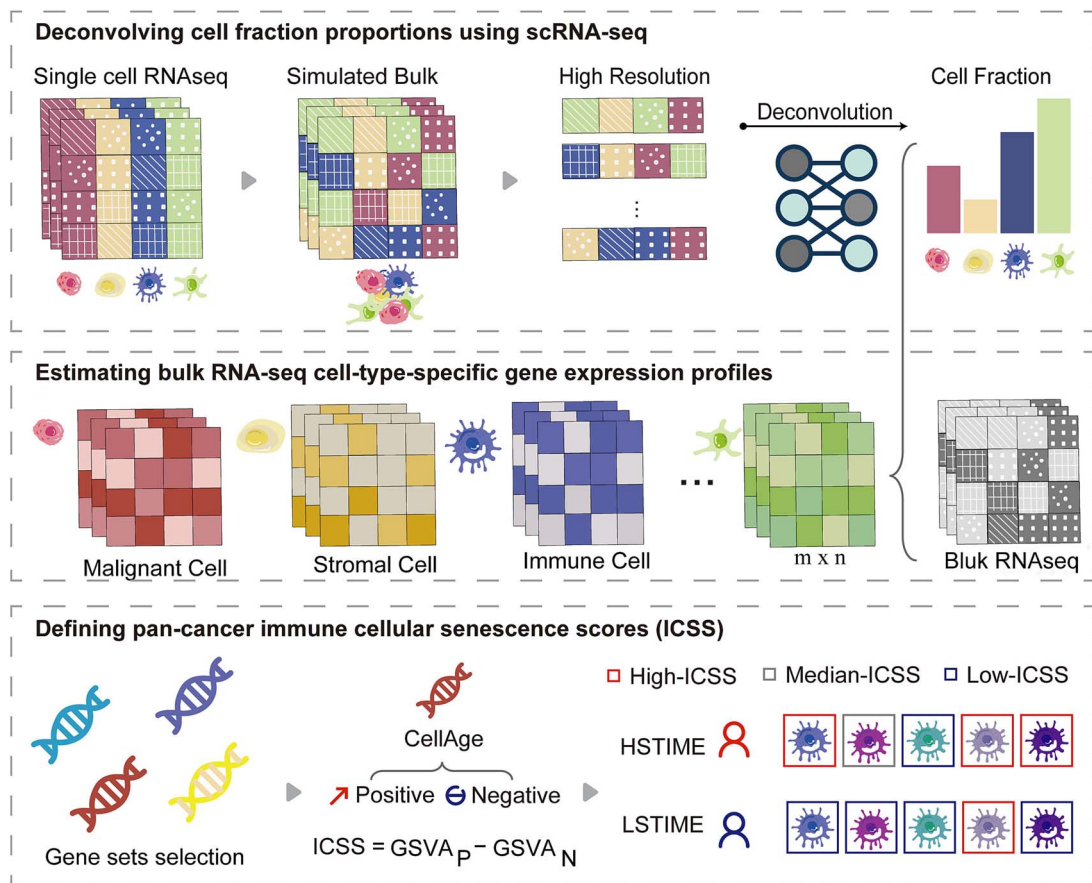 Deconvolving cell fraction proportions using scRNA-seq
Single cell RNAseq
Simulated Bulk
High Resolution
Deconvolution
Cell Fraction
...
Estimating bulk RNA-seq cell-type-specific gene expression profiles
...
Malignant Cell
Stromal Cell
Immune Cell
m x n
Bluk RNAseq
Defining pan-cancer immune cellular senescence scores (ICSS)
High-ICSS
Median-ICSS
Low-ICSS
CellAge
HSTIME
Positive
Negative
LSTIME
Gene sets selection
ICSS = GSVA P − GSVA N